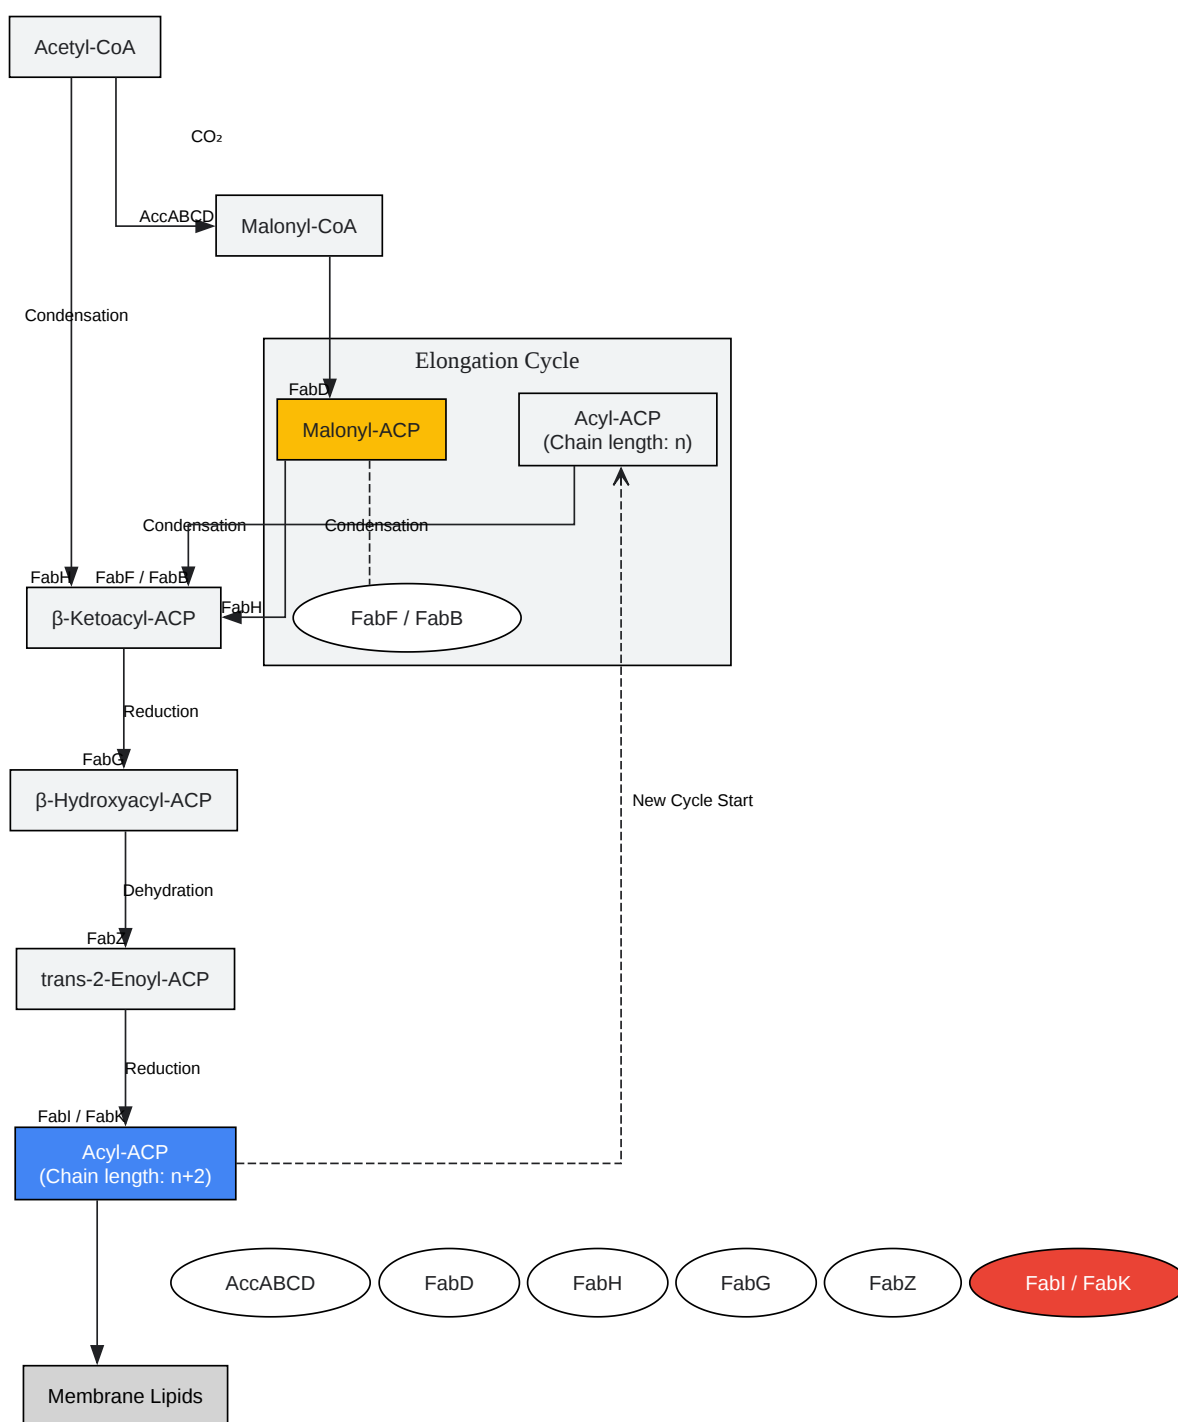 Acetyl-CoA
CO₂
AccABCD
Malonyl-CoA
Condensation
Elongation Cycle
FabD
Malonyl-ACP
Acyl-ACP
(Chain length: n)
Condensation
Condensation
FabH
FabF / FabB
FabH
β-Ketoacyl-ACP
FabF / FabB
Reduction
FabG
β-Hydroxyacyl-ACP
New Cycle Start
Dehydration
FabZ
trans-2-Enoyl-ACP
Reduction
FabI / FabK
Acyl-ACP
(Chain length: n+2)
AccABCD
FabD
FabH
FabG
FabZ
FabI / FabK
Membrane Lipids